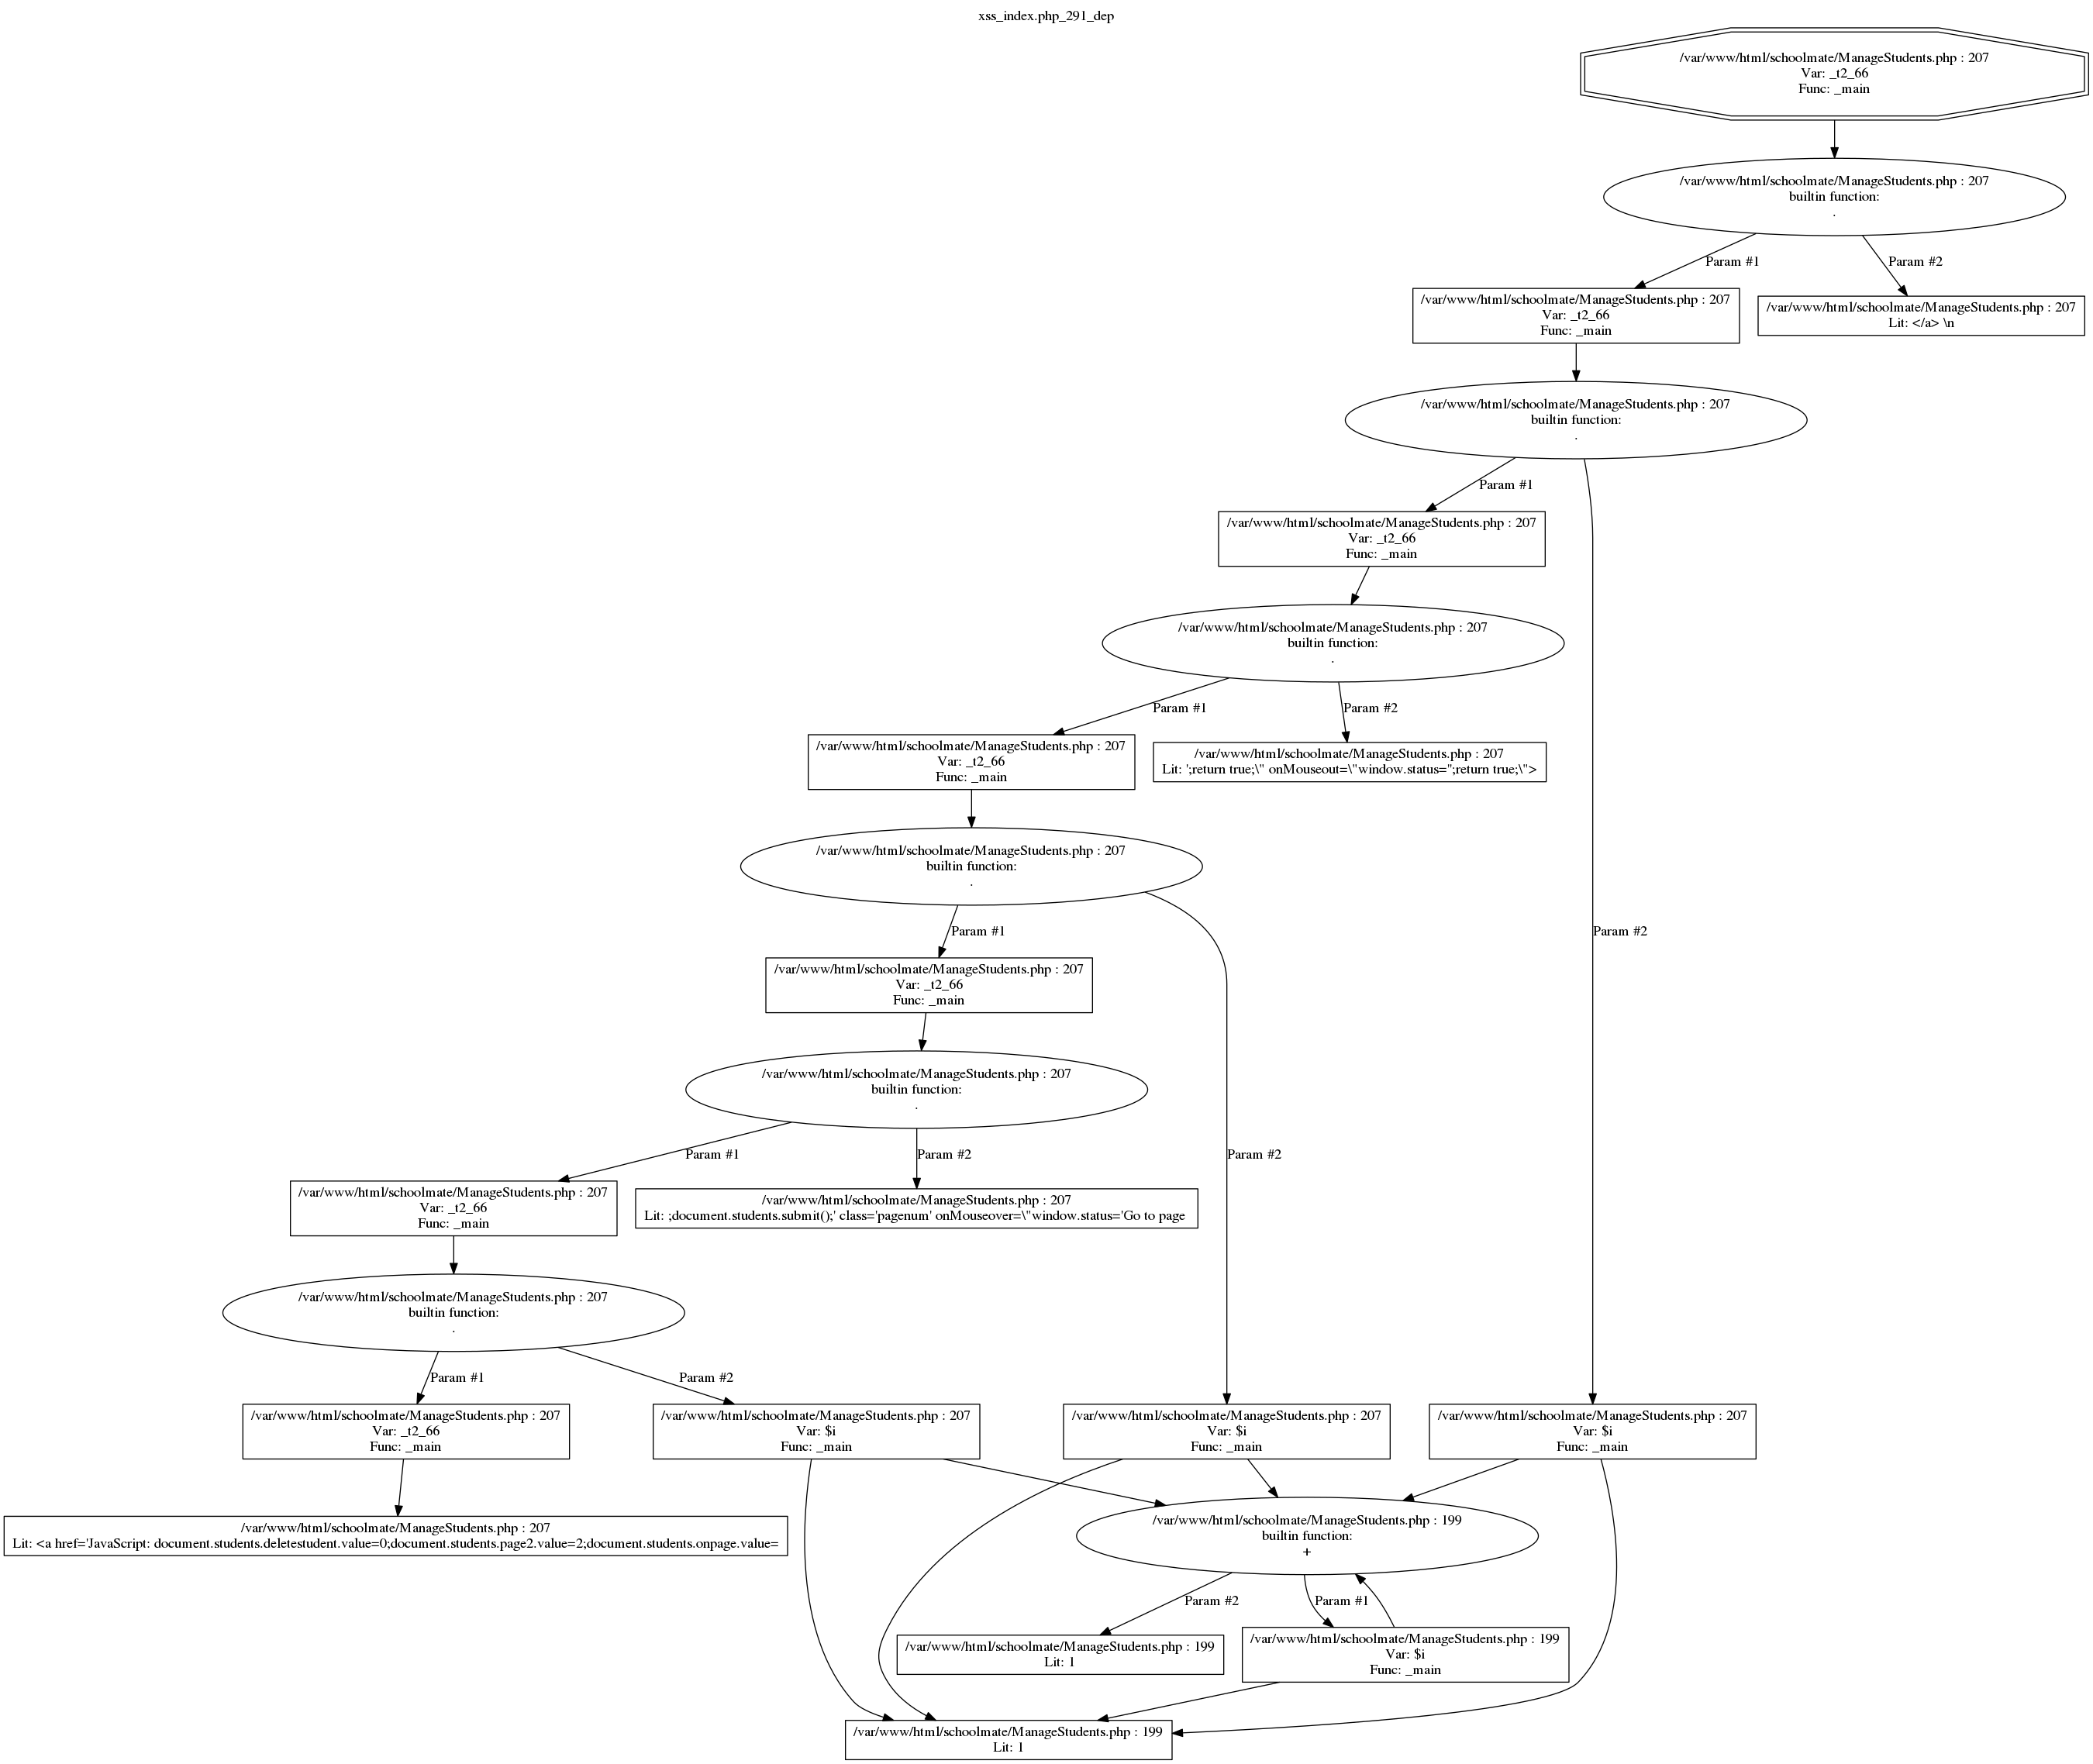 xss_index.php_291_dep
/var/www/html/schoolmate/ManageStudents.php : 207
Var: _t2_66
Func: _main
/var/www/html/schoolmate/ManageStudents.php : 207
builtin function:
.
Param #1
Param #2
/var/www/html/schoolmate/ManageStudents.php : 207
Var: _t2_66
Func: _main
/var/www/html/schoolmate/ManageStudents.php : 207
Lit: </a> \n
/var/www/html/schoolmate/ManageStudents.php : 207
builtin function:
.
Param #1
/var/www/html/schoolmate/ManageStudents.php : 207
Var: _t2_66
Func: _main
/var/www/html/schoolmate/ManageStudents.php : 207
builtin function:
.
Param #1
Param #2
/var/www/html/schoolmate/ManageStudents.php : 207
Var: _t2_66
Func: _main
/var/www/html/schoolmate/ManageStudents.php : 207
Lit: ';return true;\" onMouseout=\"window.status='';return true;\">
/var/www/html/schoolmate/ManageStudents.php : 207
builtin function:
.
Param #1
Param #2
/var/www/html/schoolmate/ManageStudents.php : 207
Var: _t2_66
Func: _main
/var/www/html/schoolmate/ManageStudents.php : 207
builtin function:
.
Param #1
Param #2
Param #2
/var/www/html/schoolmate/ManageStudents.php : 207
Var: _t2_66
Func: _main
/var/www/html/schoolmate/ManageStudents.php : 207
Lit: ;document.students.submit();' class='pagenum' onMouseover=\"window.status='Go to page
/var/www/html/schoolmate/ManageStudents.php : 207
builtin function:
.
Param #1
Param #2
/var/www/html/schoolmate/ManageStudents.php : 207
Var: _t2_66
Func: _main
/var/www/html/schoolmate/ManageStudents.php : 207
Var: $i
Func: _main
/var/www/html/schoolmate/ManageStudents.php : 207
Var: $i
Func: _main
/var/www/html/schoolmate/ManageStudents.php : 207
Var: $i
Func: _main
/var/www/html/schoolmate/ManageStudents.php : 207
Lit: <a href='JavaScript: document.students.deletestudent.value=0;document.students.page2.value=2;document.students.onpage.value=
/var/www/html/schoolmate/ManageStudents.php : 199
builtin function:
+
Param #2
Param #1
/var/www/html/schoolmate/ManageStudents.php : 199
Lit: 1
/var/www/html/schoolmate/ManageStudents.php : 199
Var: $i
Func: _main
/var/www/html/schoolmate/ManageStudents.php : 199
Lit: 1